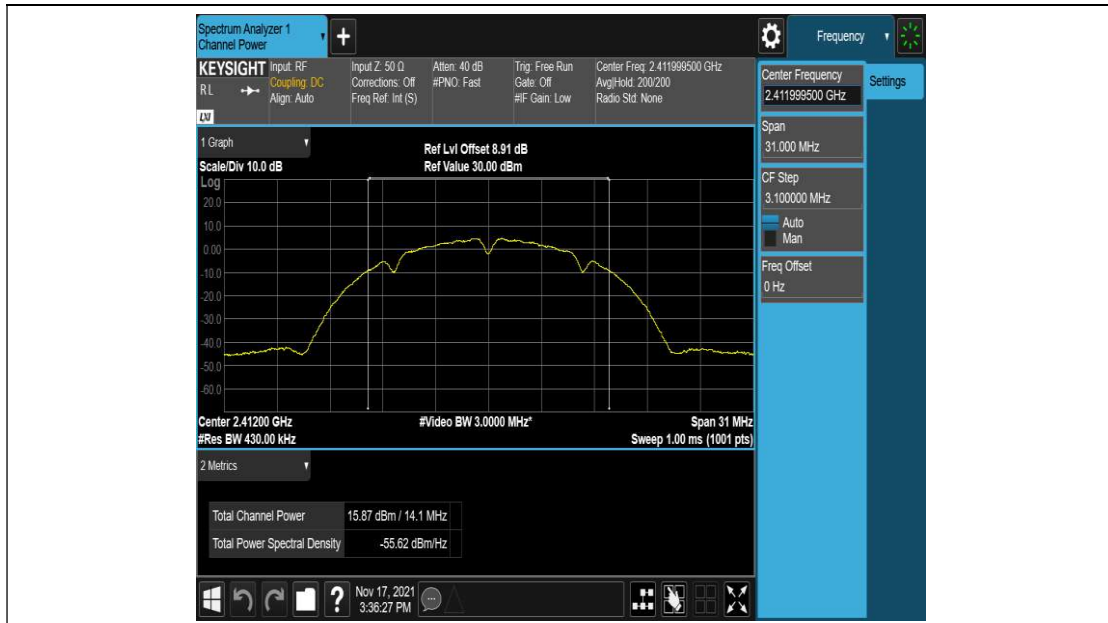 Spectrum Analyzer 1
Channel Power
Frequency
KEYSIGHT
RL
LXI
Input: RF
Coupling: DC
Align: Auto
Input Z: 50 Ω
Corrections: Off
Freq Ref: Int (S)
Atten: 40 dB
#PNO: Fast
Trig: Free Run
Gate: Off
#IF Gain: Low
Center Freq: 2.411999500 GHz
Avg|Hold: 200/200
Radio Std: None
Center Frequency
2.411999500 GHz
Settings
Span
31.000 MHz
CF Step
3.100000 MHz
Auto
Man
Freq Offset
0 Hz
1 Graph
Scale/Div 10.0 dB
Ref Lvl Offset 8.91 dB
Ref Value 30.00 dBm
Log
20.0
10.0
0.00
-10.0
-20.0
-30.0
-40.0
-50.0
-60.0
Center 2.41200 GHz
#Video BW 3.0000 MHz*
Span 31 MHz
#Res BW 430.00 kHz
Sweep 1.00 ms (1001 pts)
2 Metrics
Total Channel Power 15.87 dBm / 14.1 MHz
Total Power Spectral Density -55.62 dBm/Hz
?
Nov 17, 2021
3:36:27 PM